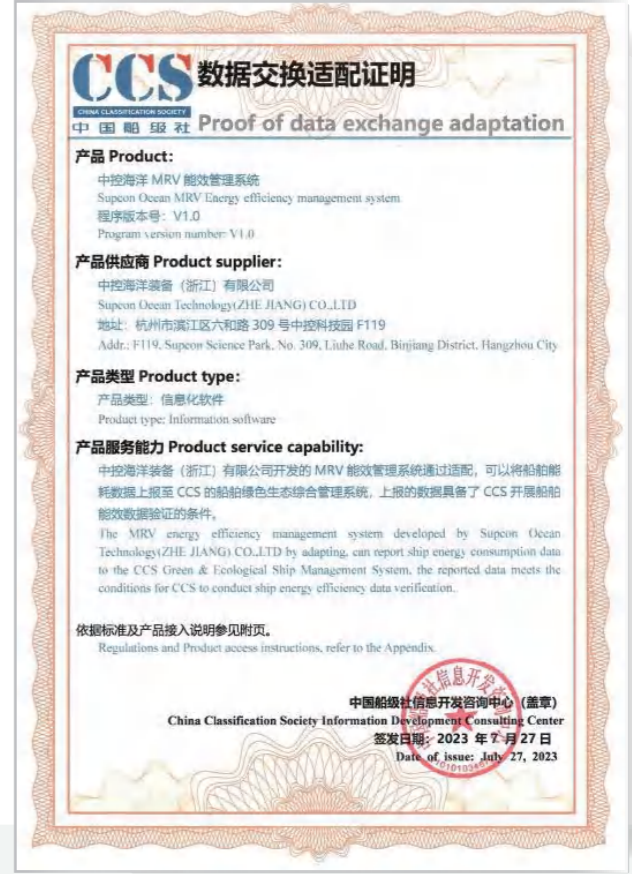 CCS 数据交换适配证明
CHINA CLASSIFICATION SOCIETY
中国船级社 Proof of data exchange adaptation
产品 Product：
中控海洋 MRV 能效管理系统
Supcon Ocean MRV Energy efficiency management system
程序版本号：V1.0
Program version number: V1.0
产品供应商 Product supplier：
中控海洋装备（浙江）有限公司
Supcon Ocean Technology(ZHE JIANG) CO.,LTD
地址：杭州市滨江区六和路 309 号中控科技园 F119
Addr.: F119, Supcon Science Park, No. 309, Liuhe Road, Binjiang District, Hangzhou City
产品类型 Product type：
产品类型：信息化软件
Product type: Information software
产品服务能力 Product service capability:
中控海洋装备（浙江）有限公司开发的 MRV 能效管理系统通过适配，可以将船舶能
耗数据上报至 CCS 的船舶绿色生态综合管理系统，上报的数据具备了 CCS 开展船舶
能效数据验证的条件。
The MRV energy efficiency management system developed by Supcon Ocean
Technology(ZHE JIANG) CO.,LTD by adapting, can report ship energy consumption data
to the CCS Green & Ecological Ship Management System, the reported data meets the
conditions for CCS to conduct ship energy efficiency data verification.
依据标准及产品接入说明参见附页。
Regulations and Product access instructions, refer to the Appendix.
中国船级社信息开发咨询中心（盖章）
China Classification Society Information Development Consulting Center
签发日期：2023 年 7 月 27 日
Date of issue: July 27, 2023